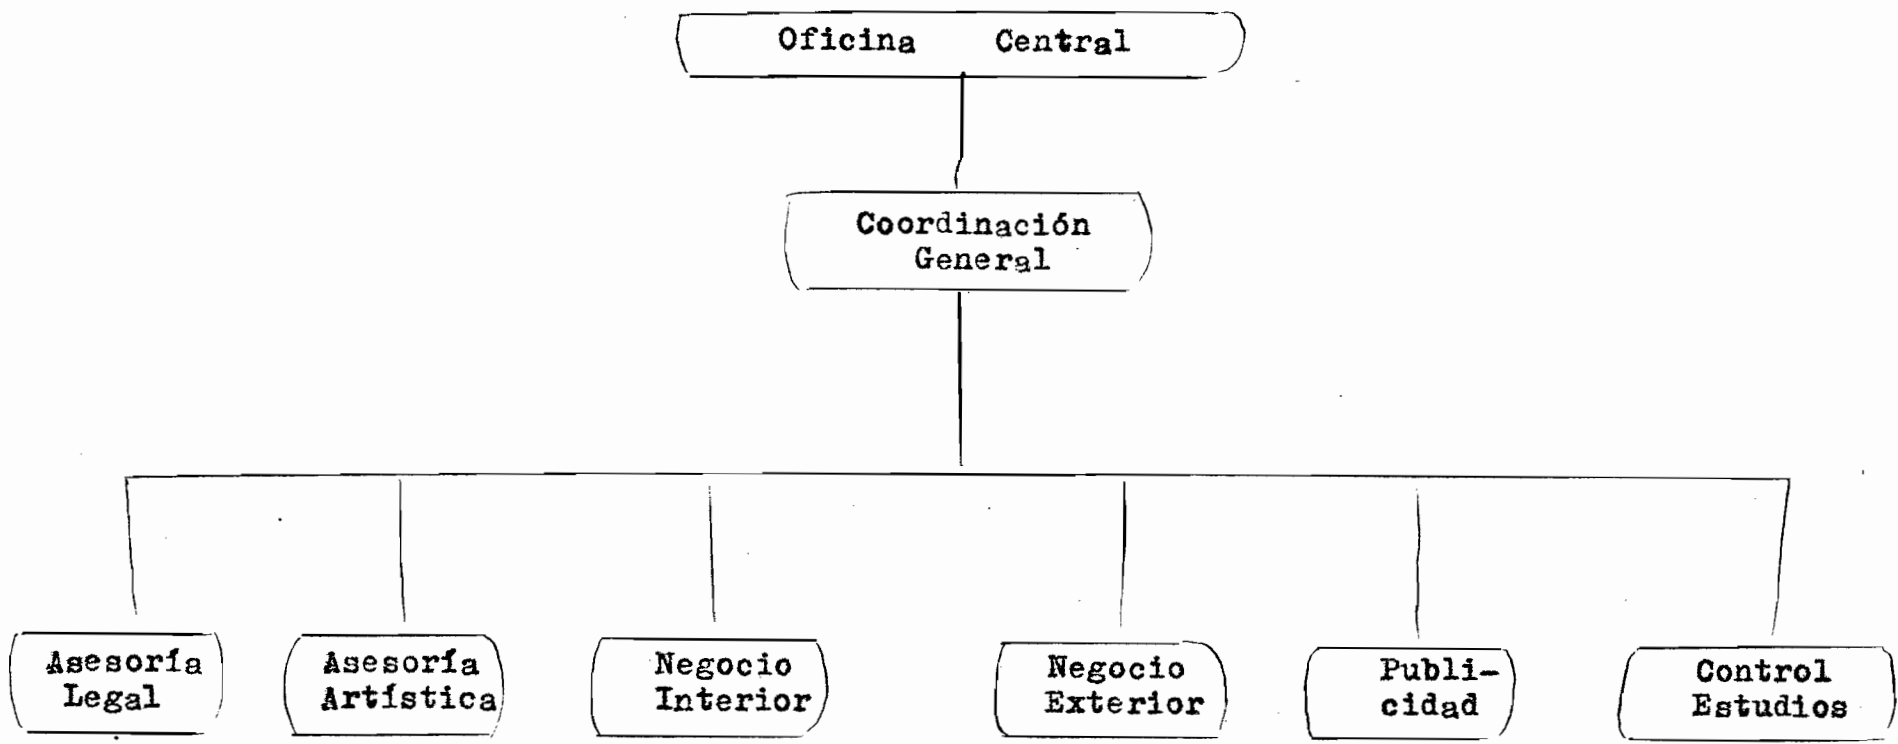 Oficina Central
Coordinación
General
Asesoría
Legal
Asesoría
Artística
Negocio
Interior
Negocio
Exterior
Publi-
cidad
Control
Estudios